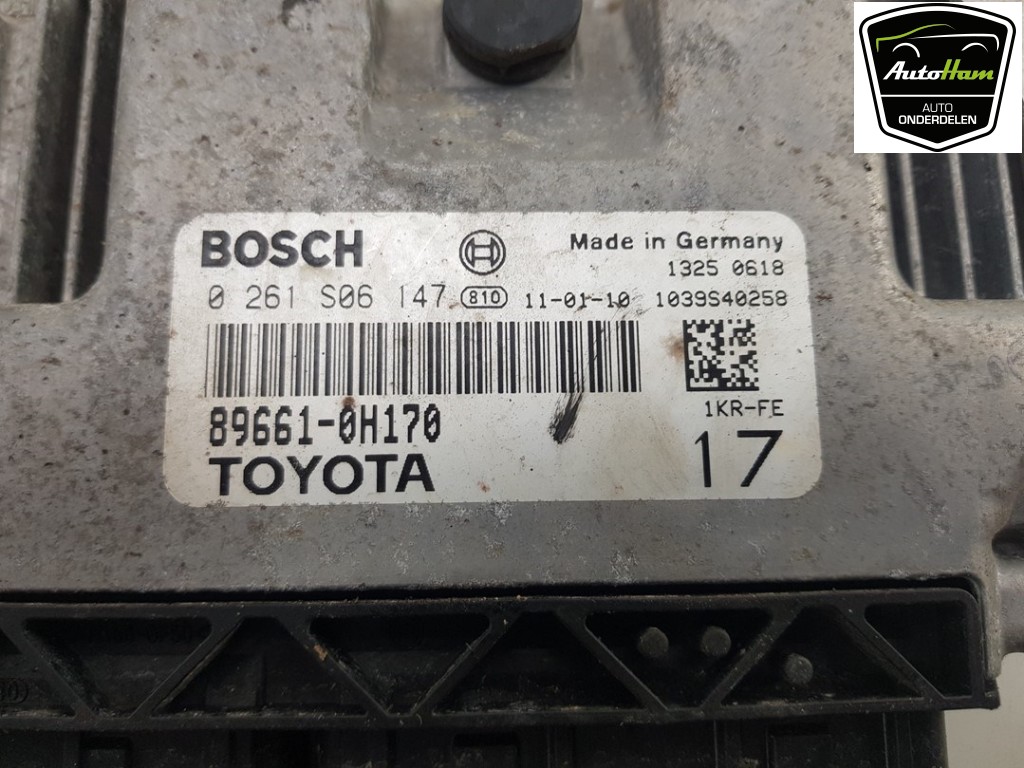 AutoHam
AUTO
ONDERDELEN
BOSCH
Made in Germany
1325 0618
0 261 S06 147 810 11-01-10 1039S40258
1KR-FE
89661-0H170
TOYOTA
17